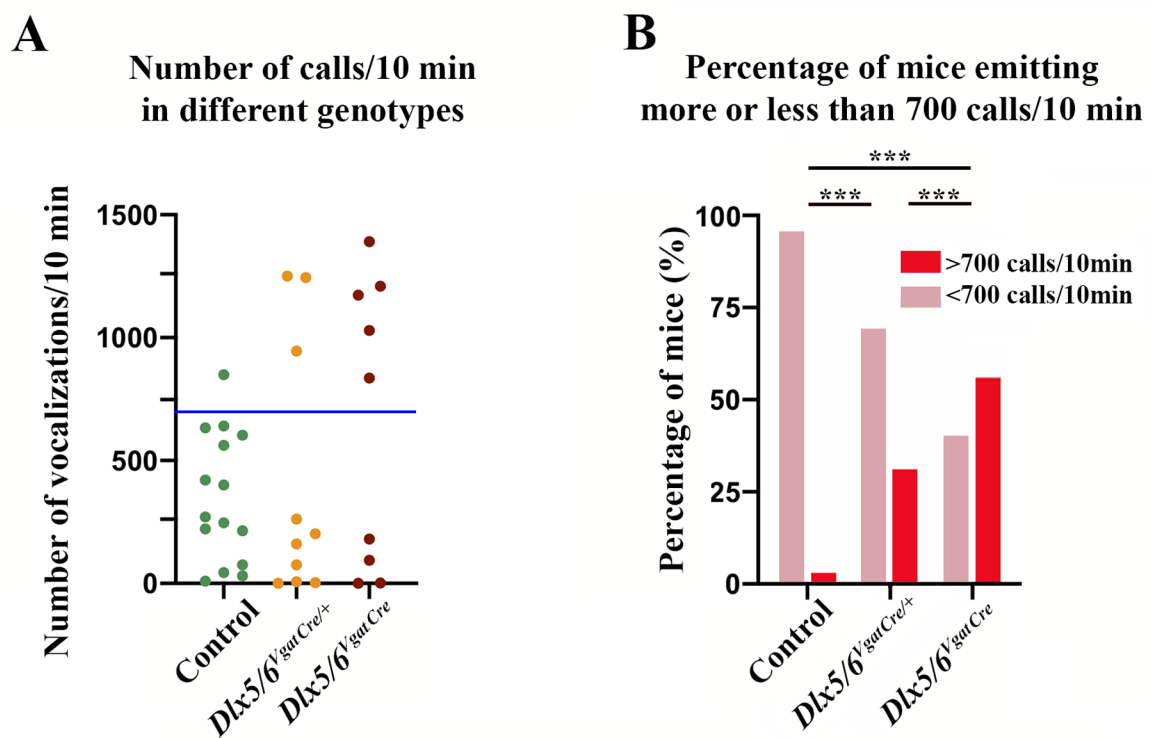 A
Number of calls/10 min
in different genotypes
Number of vocalizations/10 min
1500
1000
500
0
Control
Dlx5/6VgatCre/+
Dlx5/6VgatCre
B
Percentage of mice emitting
more or less than 700 calls/10 min
***
***
***
Percentage of mice (%)
100
75
50
25
0
>700 calls/10min
<700 calls/10min
Control
Dlx5/6VgatCre/+
Dlx5/6VgatCre